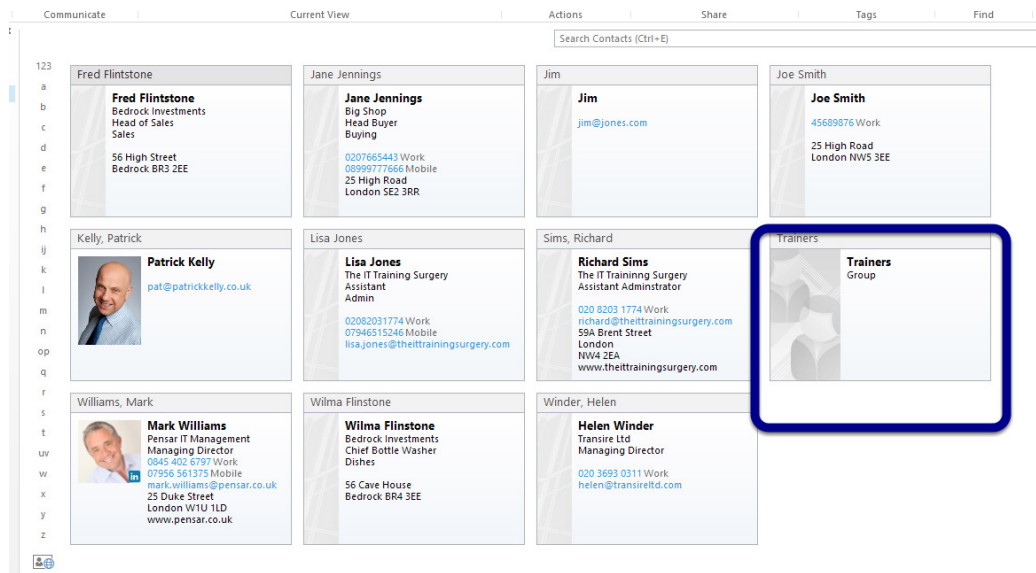 Communicate Current View Actions Share Tags Find
Search Contacts (Ctrl+E)
123
a
b
c
d
e
f
g
h
ij
k
l
m
n
op
q
r
s
t
uv
w
x
y
z
Fred Flintstone
Fred Flintstone
Bedrock Investments
Head of Sales
Sales
56 High Street
Bedrock BR3 2EE
Jane Jennings
Jane Jennings
Big Shop
Head Buyer
Buying
0207665443 Work
08999777666 Mobile
25 High Road
London SE2 3RR
Jim
Jim
jim@jones.com
Joe Smith
Joe Smith
45689876 Work
25 High Road
London NW5 3EE
Kelly, Patrick
Patrick Kelly
pat@patrickkelly.co.uk
Lisa Jones
Lisa Jones
The IT Training Surgery
Assistant
Admin
02082031774 Work
07946515246 Mobile
lisa.jones@theittrainingsurgery.com
Sims, Richard
Richard Sims
The IT Traininng Surgery
Assistant Adminstrator
020 8203 1774 Work
richard@theittrainingsurgery.com
59A Brent Street
London
NW4 2EA
www.theittrainingsurgery.com
Trainers
Trainers
Group
Williams, Mark
Mark Williams
Pensar IT Management
Managing Director
0845 402 6797 Work
07956 561375 Mobile
mark.williams@pensar.co.uk
25 Duke Street
London W1U 1LD
www.pensar.co.uk
in
Wilma Flinstone
Wilma Flinstone
Bedrock Investments
Chief Bottle Washer
Dishes
56 Cave House
Bedrock BR4 3EE
Winder, Helen
Helen Winder
Transire Ltd
Managing Director
020 3693 0311 Work
helen@transireltd.com